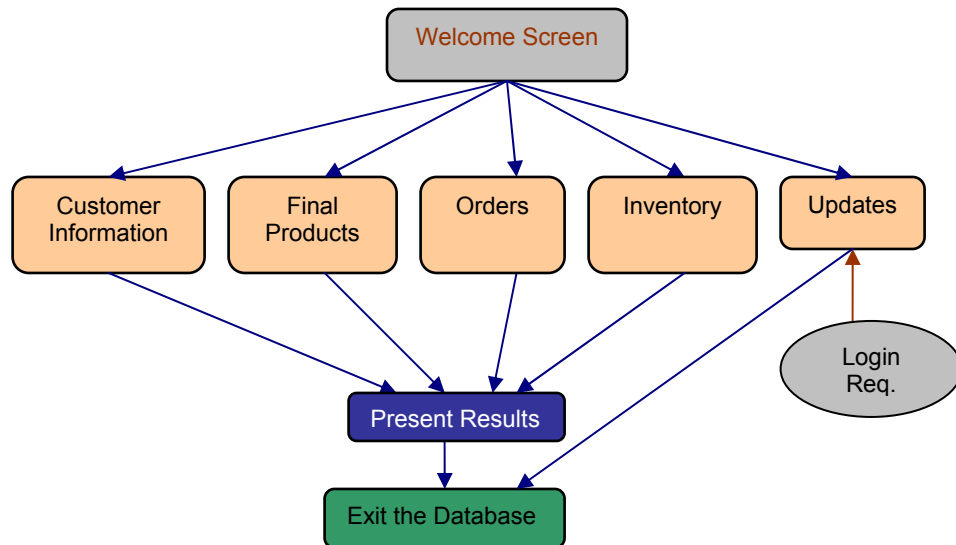 Welcome Screen
Customer
Information
Final
Products
Orders
Inventory
Updates
Login
Req.
Present Results
Exit the Database